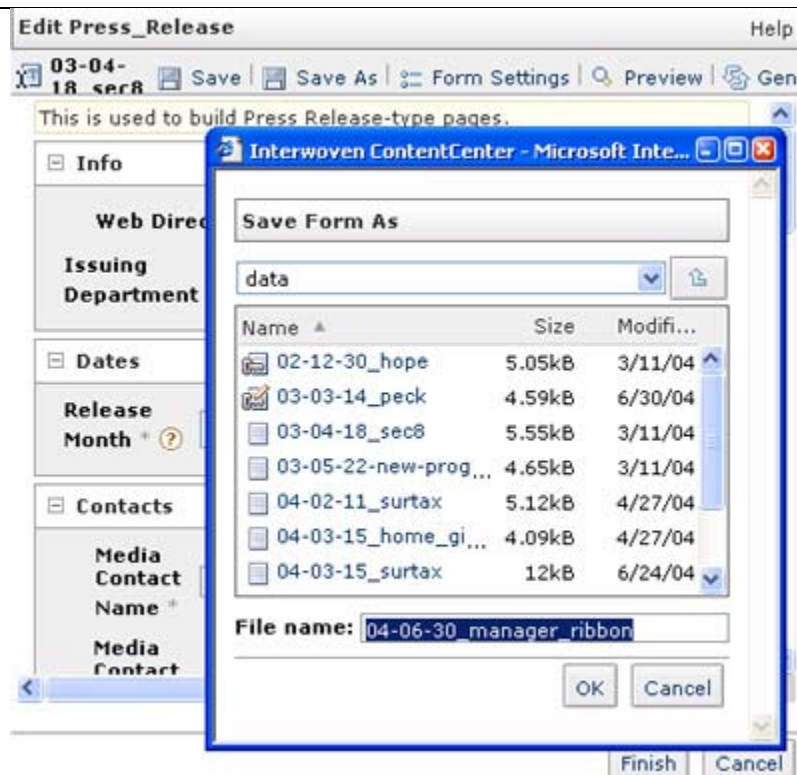 Edit Press_Release Help
03-04-18_sec8 Save Save As Form Settings Preview Gen
This is used to build Press Release-type pages.
Interwoven ContentCenter - Microsoft Inte...
Info
Web Direc
Save Form As
Issuing Department
data
Name Size Modifi...
Dates
02-12-30_hope 5.05kB 3/11/04
03-03-14_peck 4.59kB 6/30/04
Release Month * ?
03-04-18_sec8 5.55kB 3/11/04
03-05-22-new-prog... 4.65kB 3/11/04
Contacts
04-02-11_surtax 5.12kB 4/27/04
04-03-15_home_gi... 4.09kB 4/27/04
04-03-15_surtax 12kB 6/24/04
Media Contact Name *
File name: 04-06-30_manager_ribbon
Media Contact
OK Cancel
Finish Cancel